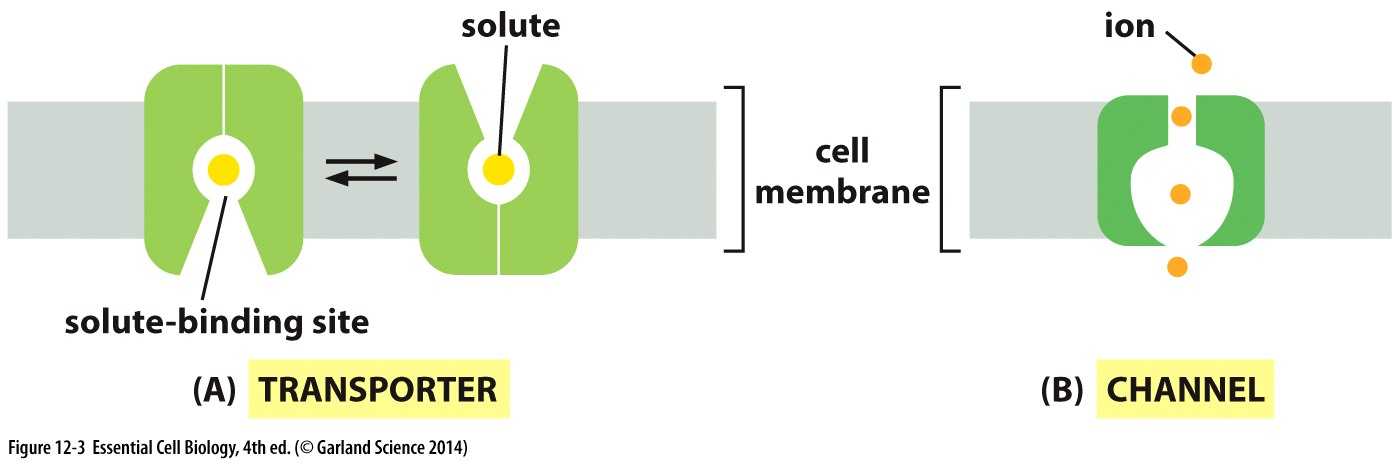 solute
ion
cell
membrane
solute-binding site
(A) TRANSPORTER
(B) CHANNEL
Figure 12-3 Essential Cell Biology, 4th ed. (© Garland Science 2014)